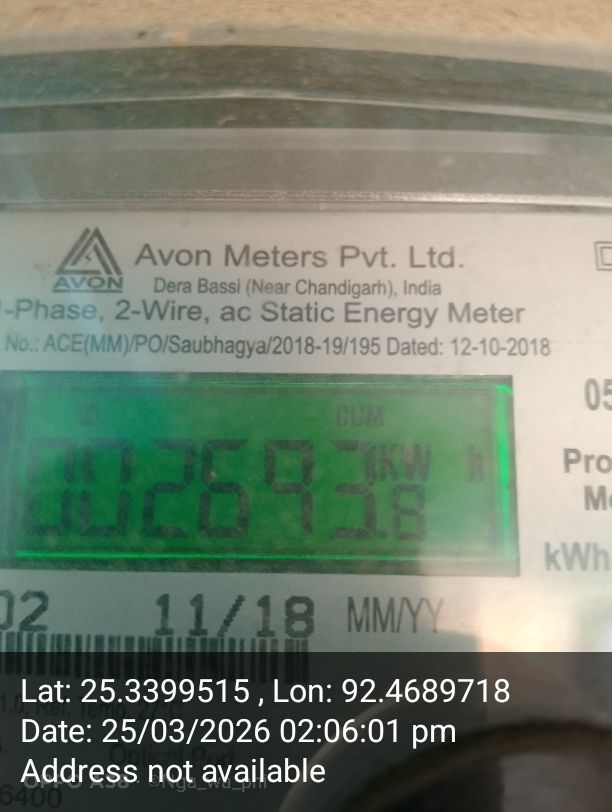 Avon Meters Pvt. Ltd.
AVON
Dera Bassi (Near Chandigarh), India
1-Phase, 2-Wire, ac Static Energy Meter
No.: ACE(MM)/PO/Saubhagya/2018-19/195 Dated: 12-10-2018
CUM
002693.8 KW h
05
Pro
Me
kWh
02 11/18 MM/YY
Lat: 25.3399515 , Lon: 92.4689718
Date: 25/03/2026 02:06:01 pm
Address not available
6400